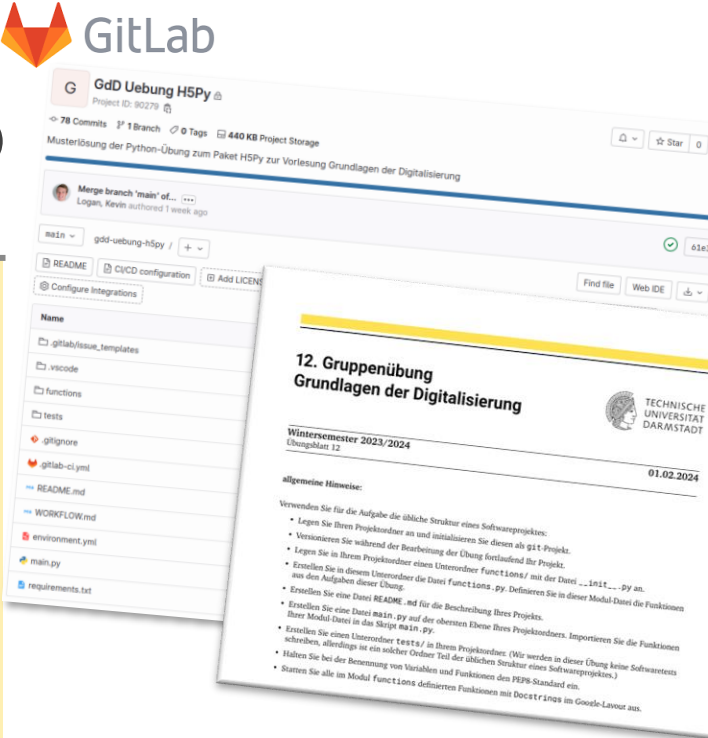 GitLab
G
GdD Uebung H5Py
Project ID: 90279
78 Commits 1 Branch 0 Tags 440 KB Project Storage
Star 0
Musterlösung der Python-Übung zum Paket H5Py zur Vorlesung Grundlagen der Digitalisierung
Merge branch 'main' of...
Logan, Kevin authored 1 week ago
main gdd-uebung-h5py / +
README CI/CD configuration Add LICENS
Find file Web IDE
Configure Integrations
Name
.gitlab/issue_templates
.vscode
functions
tests
.gitignore
.gitlab-ci.yml
README.md
WORKFLOW.md
environment.yml
main.py
requirements.txt
12. Gruppenübung
Grundlagen der Digitalisierung
TECHNISCHE
UNIVERSITÄT
DARMSTADT
Wintersemester 2023/2024
Übungsblatt 12
01.02.2024
allgemeine Hinweise:
Verwenden Sie für die Aufgabe die übliche Struktur eines Softwareprojektes:
• Legen Sie Ihren Projektordner an und initialisieren Sie diesen als git-Projekt.
• Versionieren Sie während der Bearbeitung der Übung fortlaufend Ihr Projekt.
• Legen Sie in Ihrem Projektordner einen Unterordner functions/ mit der Datei __init__.py an.
• Erstellen Sie in diesem Unterordner die Datei functions.py. Definieren Sie in dieser Modul-Datei die Funktionen
aus den Aufgaben dieser Übung.
• Erstellen Sie eine Datei README.md für die Beschreibung Ihres Projekts.
• Erstellen Sie eine Datei main.py auf der obersten Ebene Ihres Projektordners. Importieren Sie die Funktionen
Ihrer Modul-Datei in das Skript main.py.
• Erstellen Sie einen Unterordner tests/ in Ihrem Projektordner. (Wir werden in dieser Übung keine Softwaretests
schreiben, allerdings ist ein solcher Ordner Teil der üblichen Struktur eines Softwareprojektes.)
• Halten Sie bei der Benennung von Variablen und Funktionen den PEP8-Standard ein.
• Statten Sie alle im Modul functions definierten Funktionen mit Docstrings im Google-Layout aus.